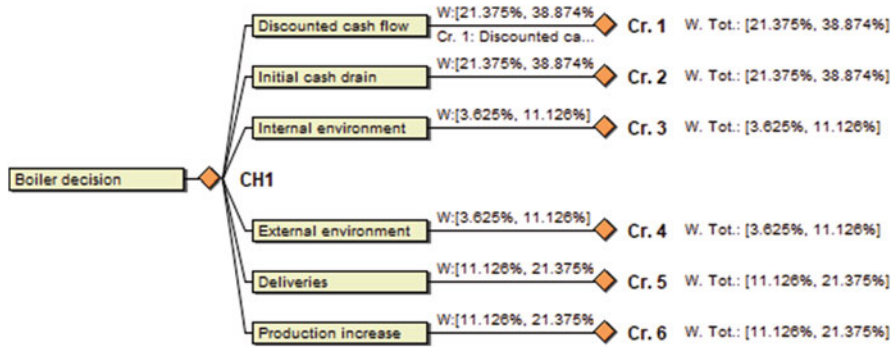 Discounted cash flow W:[21.375%, 38.874% Cr. 1 W. Tot.: [21.375%, 38.874%]
Cr. 1: Discounted ca...
Initial cash drain W:[21.375%, 38.874% Cr. 2 W. Tot.: [21.375%, 38.874%]
Internal environment W:[3.625%, 11.126%] Cr. 3 W. Tot.: [3.625%, 11.126%]
Boiler decision CH1
External environment W:[3.625%, 11.126%] Cr. 4 W. Tot.: [3.625%, 11.126%]
Deliveries W:[11.126%, 21.375% Cr. 5 W. Tot.: [11.126%, 21.375%]
Production increase W:[11.126%, 21.375% Cr. 6 W. Tot.: [11.126%, 21.375%]